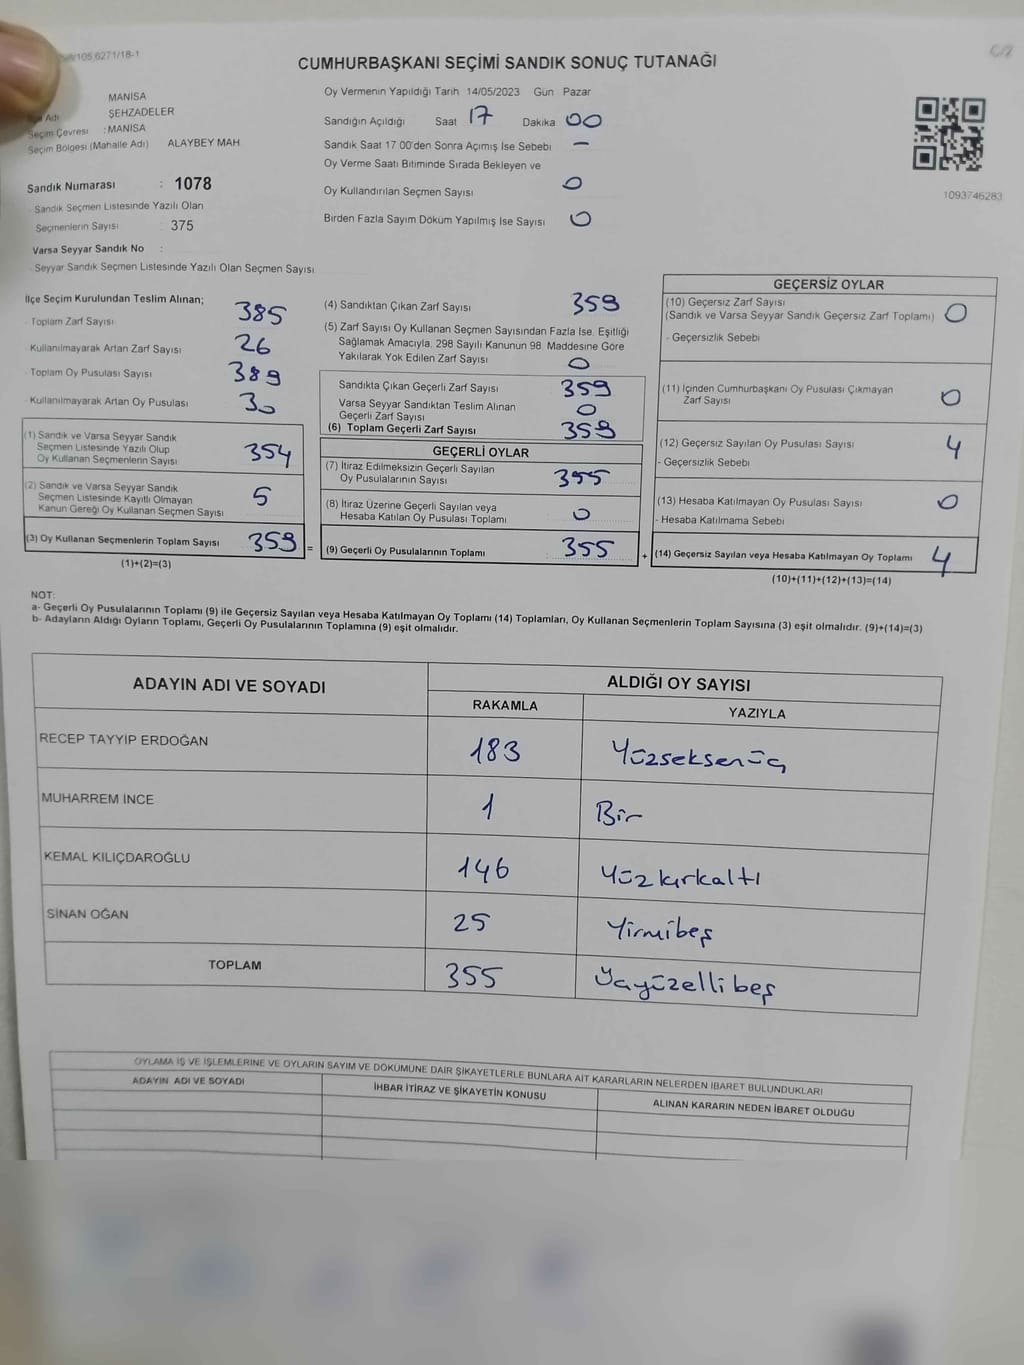 105.6271/18-1
C/2
CUMHURBAŞKANI SEÇİMİ SANDIK SONUÇ TUTANAĞI
MANİSA
Adı ŞEHZADELER
Seçim Çevresi : MANİSA
Seçim Bölgesi (Mahalle Adı) ALAYBEY MAH
Sandık Numarası : 1078
Sandık Seçmen Listesinde Yazılı Olan
Seçmenlerin Sayısı 375
Varsa Seyyar Sandık No :
Seyyar Sandık Seçmen Listesinde Yazılı Olan Seçmen Sayısı
Oy Vermenin Yapıldığı Tarih 14/05/2023 Gün Pazar
Sandığın Açıldığı Saat 17 Dakika 00
Sandık Saat 17.00'den Sonra Açımış İse Sebebi -
Oy Verme Saati Bitiminde Sırada Bekleyen ve
Oy Kullandırılan Seçmen Sayısı 0
Birden Fazla Sayım Döküm Yapılmış İse Sayısı 0
1093746283
İlçe Seçim Kurulundan Teslim Alınan;
- Toplam Zarf Sayısı 385
- Kullanılmayarak Artan Zarf Sayısı 26
- Toplam Oy Pusulası Sayısı 389
- Kullanılmayarak Artan Oy Pusulası 30
(1) Sandık ve Varsa Seyyar Sandık
Seçmen Listesinde Yazılı Olup
Oy Kullanan Seçmenlerin Sayısı 354
(2) Sandık ve Varsa Seyyar Sandık
Seçmen Listesinde Kayıtlı Olmayan
Kanun Gereği Oy Kullanan Seçmen Sayısı 5
(3) Oy Kullanan Seçmenlerin Toplam Sayısı 359 =
(1)+(2)=(3)
(4) Sandıktan Çıkan Zarf Sayısı 359
(5) Zarf Sayısı Oy Kullanan Seçmen Sayısından Fazla İse, Eşitliği
Sağlamak Amacıyla, 298 Sayılı Kanunun 98. Maddesine Göre
Yakılarak Yok Edilen Zarf Sayısı 0
Sandıkta Çıkan Geçerli Zarf Sayısı 359
Varsa Seyyar Sandıktan Teslim Alınan
Geçerli Zarf Sayısı 0
(6) Toplam Geçerli Zarf Sayısı 359
GEÇERLİ OYLAR
(7) İtiraz Edilmeksizin Geçerli Sayılan
Oy Pusulalarının Sayısı 355
(8) İtiraz Üzerine Geçerli Sayılan veya
Hesaba Katılan Oy Pusulası Toplamı 0
(9) Geçerli Oy Pusulalarının Toplamı 355 +
GEÇERSİZ OYLAR
(10) Geçersiz Zarf Sayısı
(Sandık ve Varsa Seyyar Sandık Geçersiz Zarf Toplamı) 0
- Geçersizlik Sebebi
(11) İçinden Cumhurbaşkanı Oy Pusulası Çıkmayan
Zarf Sayısı 0
(12) Geçersiz Sayılan Oy Pusulası Sayısı 4
- Geçersizlik Sebebi
(13) Hesaba Katılmayan Oy Pusulası Sayısı 0
- Hesaba Katılmama Sebebi
(14) Geçersiz Sayılan veya Hesaba Katılmayan Oy Toplamı 4
(10)+(11)+(12)+(13)=(14)
NOT:
a- Geçerli Oy Pusulalarının Toplamı (9) ile Geçersiz Sayılan veya Hesaba Katılmayan Oy Toplamı (14) Toplamları, Oy Kullanan Seçmenlerin Toplam Sayısına (3) eşit olmalıdır. (9)+(14)=(3)
b- Adayların Aldığı Oyların Toplamı, Geçerli Oy Pusulalarının Toplamına (9) eşit olmalıdır.
ADAYIN ADI VE SOYADI ALDIĞI OY SAYISI
RAKAMLA YAZIYLA
RECEP TAYYİP ERDOĞAN 183 Yüzseksenüç
MUHARREM İNCE 1 Bir
KEMAL KILIÇDAROĞLU 146 Yüzkırkaltı
SİNAN OĞAN 25 Yirmibeş
TOPLAM 355 Üçyüzellibeş
OYLAMA İŞ VE İŞLEMLERİNE VE OYLARIN SAYIM VE DÖKÜMÜNE DAİR ŞİKAYETLERLE BUNLARA AİT KARARLARIN NELERDEN İBARET BULUNDUKLARI
ADAYIN ADI VE SOYADI İHBAR İTİRAZ VE ŞİKAYETİN KONUSU ALINAN KARARIN NEDEN İBARET OLDUĞU